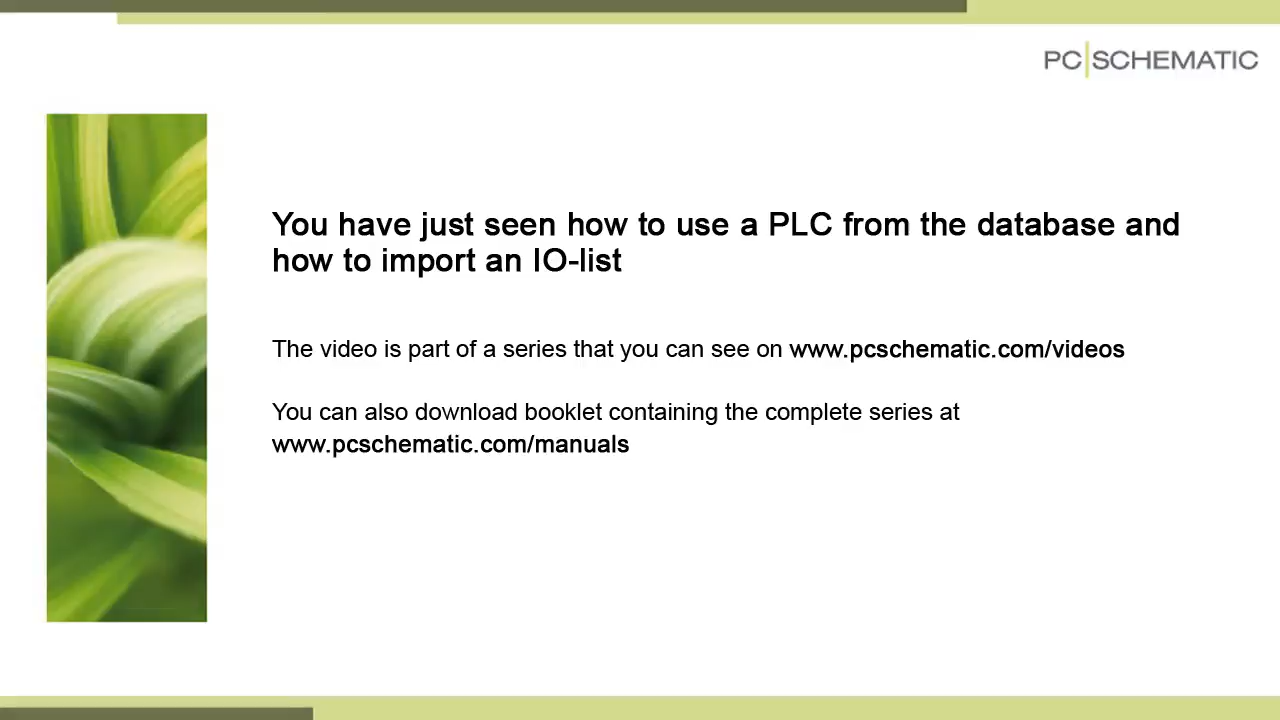 PC|SCHEMATIC
You have just seen how to use a PLC from the database and
how to import an IO-list
The video is part of a series that you can see on www.pcschematic.com/videos
You can also download booklet containing the complete series at
www.pcschematic.com/manuals